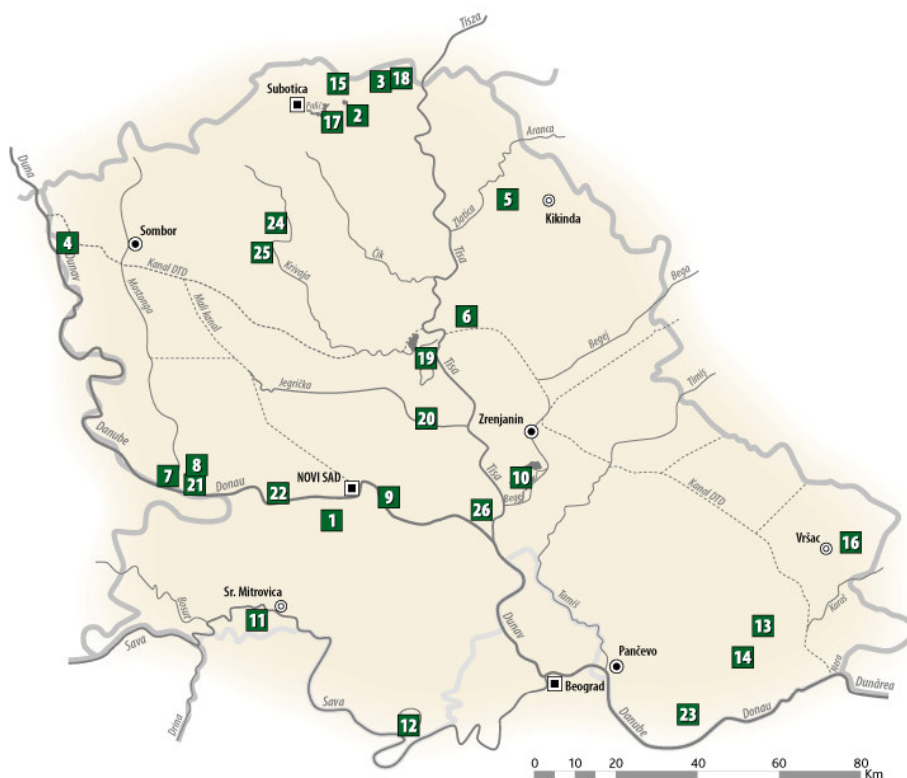 Tisza
15
3
18
Subotica
Palić
17
2
Aranca
Duna
5
Zlatica
Kikinda
24
4
Sombor
25
Čik
Tisa
Dunav
Kanal DTD
Krivaja
Bega
Mostonga
Mali kanal
6
Begej
19
Tisa
Timiş
Jegrička
20
Zrenjanin
Danube
8
7
21
Donau
NOVI SAD
22
9
Tisa
10
Begej
26
Kanal DTD
1
Vršac
16
Bosut
Sr. Mitrovica
11
Tamiš
Karaš
13
Sava
Dunav
14
Pančevo
Nera
Dunărea
Drina
Sava
12
Beograd
Danube
23
Donau
0 20 40 60 80
Km